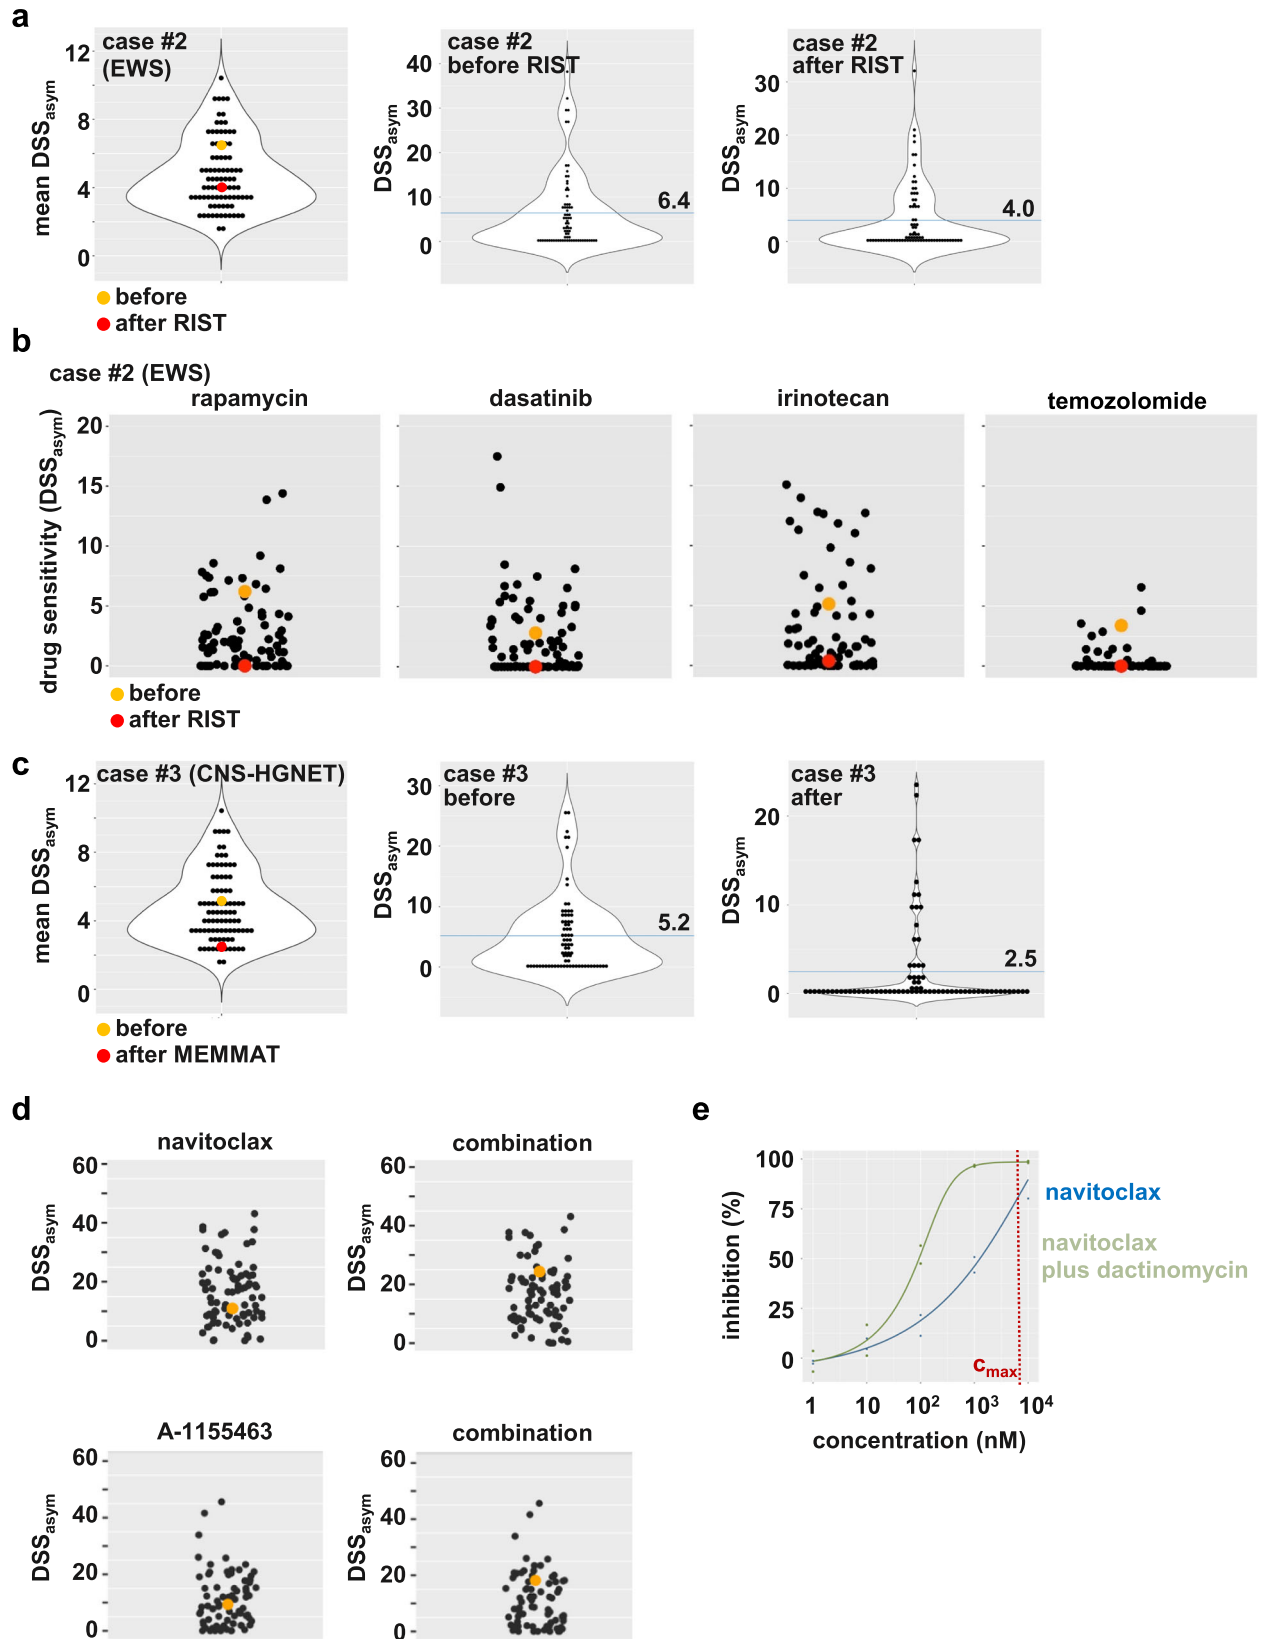 a
case #2
(EWS)
mean DSSasym
12
8
4
0
before
after RIST
case #2
before RIST
DSSasym
40
30
20
10
0
6.4
case #2
after RIST
DSSasym
30
20
10
0
4.0
b
case #2 (EWS)
rapamycin
dasatinib
irinotecan
temozolomide
drug sensitivity (DSSasym)
20
15
10
5
0
before
after RIST
c
case #3 (CNS-HGNET)
mean DSSasym
12
8
4
0
before
after MEMMAT
case #3
before
DSSasym
30
10
0
5.2
case #3
after
DSSasym
20
10
0
2.5
d
navitoclax
DSSasym
60
40
20
0
combination
DSSasym
60
40
20
0
A-1155463
DSSasym
60
40
20
0
combination
DSSasym
60
40
20
0
e
inhibition (%)
100
75
50
25
0
navitoclax
navitoclax
plus dactinomycin
cmax
1 10 10² 10³ 10⁴
concentration (nM)